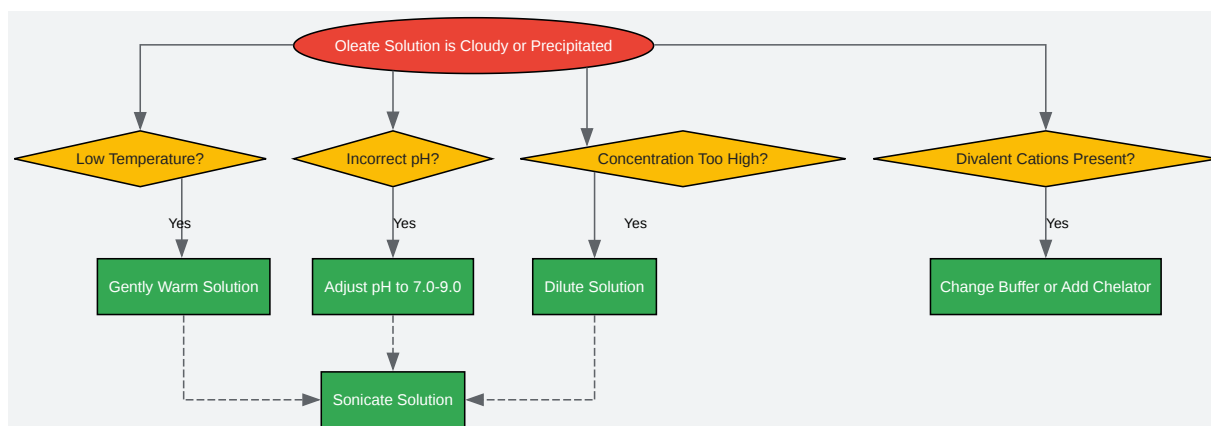 Oleate Solution is Cloudy or Precipitated
Low Temperature?
Incorrect pH?
Concentration Too High?
Divalent Cations Present?
Yes
Yes
Yes
Yes
Gently Warm Solution
Adjust pH to 7.0-9.0
Dilute Solution
Change Buffer or Add Chelator
Sonicate Solution